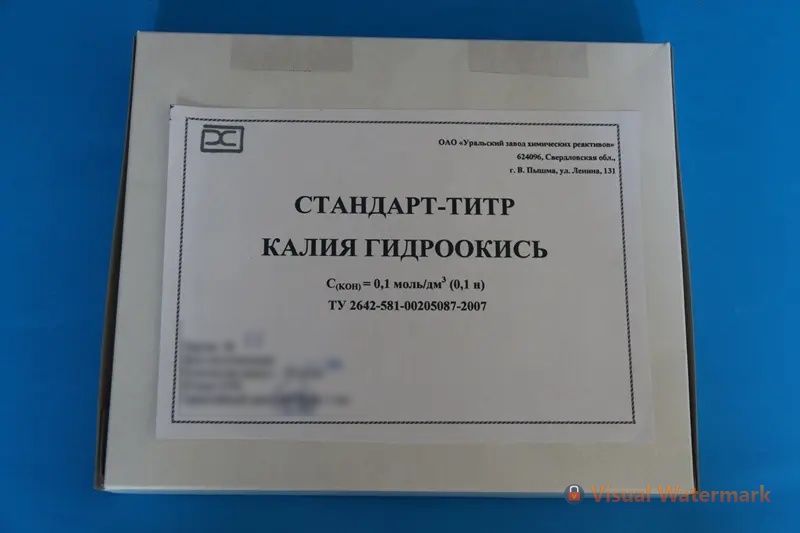 ОАО «Уральский завод химических реактивов»
624096, Свердловская обл.,
г. В. Пышма, ул. Ленина, 131
СТАНДАРТ-ТИТР
КАЛИЯ ГИДРООКИСЬ
C(KOH) = 0,1 моль/дм³ (0,1 н)
ТУ 2642-581-00205087-2007
Visual Watermark